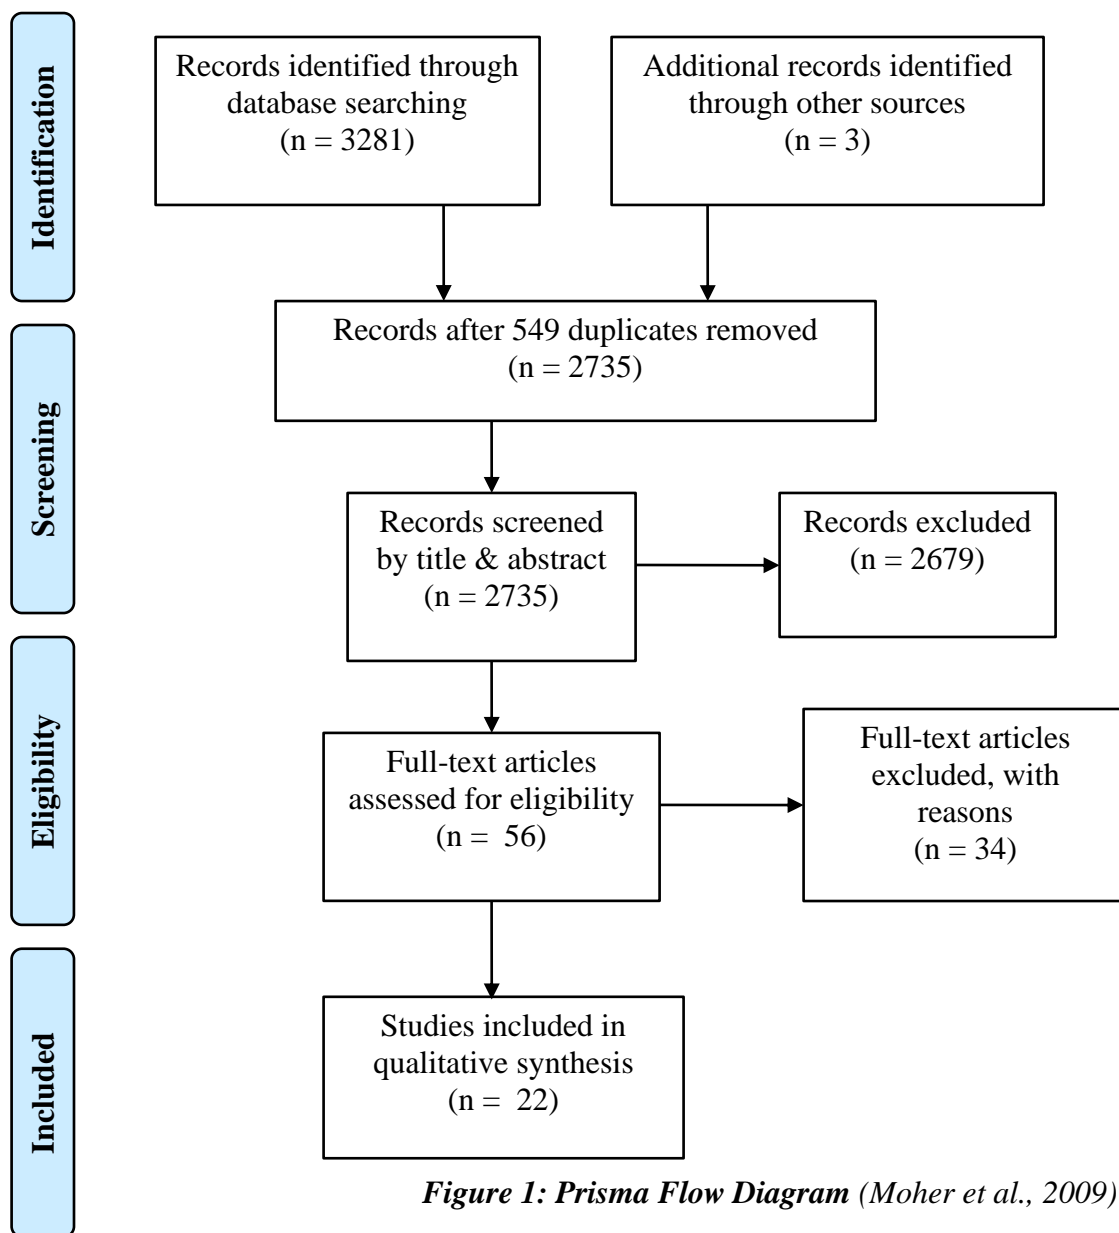 Identification
Records identified through
database searching
(n = 3281)
Additional records identified
through other sources
(n = 3)
Records after 549 duplicates removed
(n = 2735)
Screening
Records screened
by title & abstract
(n = 2735)
Records excluded
(n = 2679)
Eligibility
Full-text articles
assessed for eligibility
(n =  56)
Full-text articles
excluded, with
reasons
(n = 34)
Included
Studies included in
qualitative synthesis
(n =  22)
Figure 1: Prisma Flow Diagram (Moher et al., 2009)